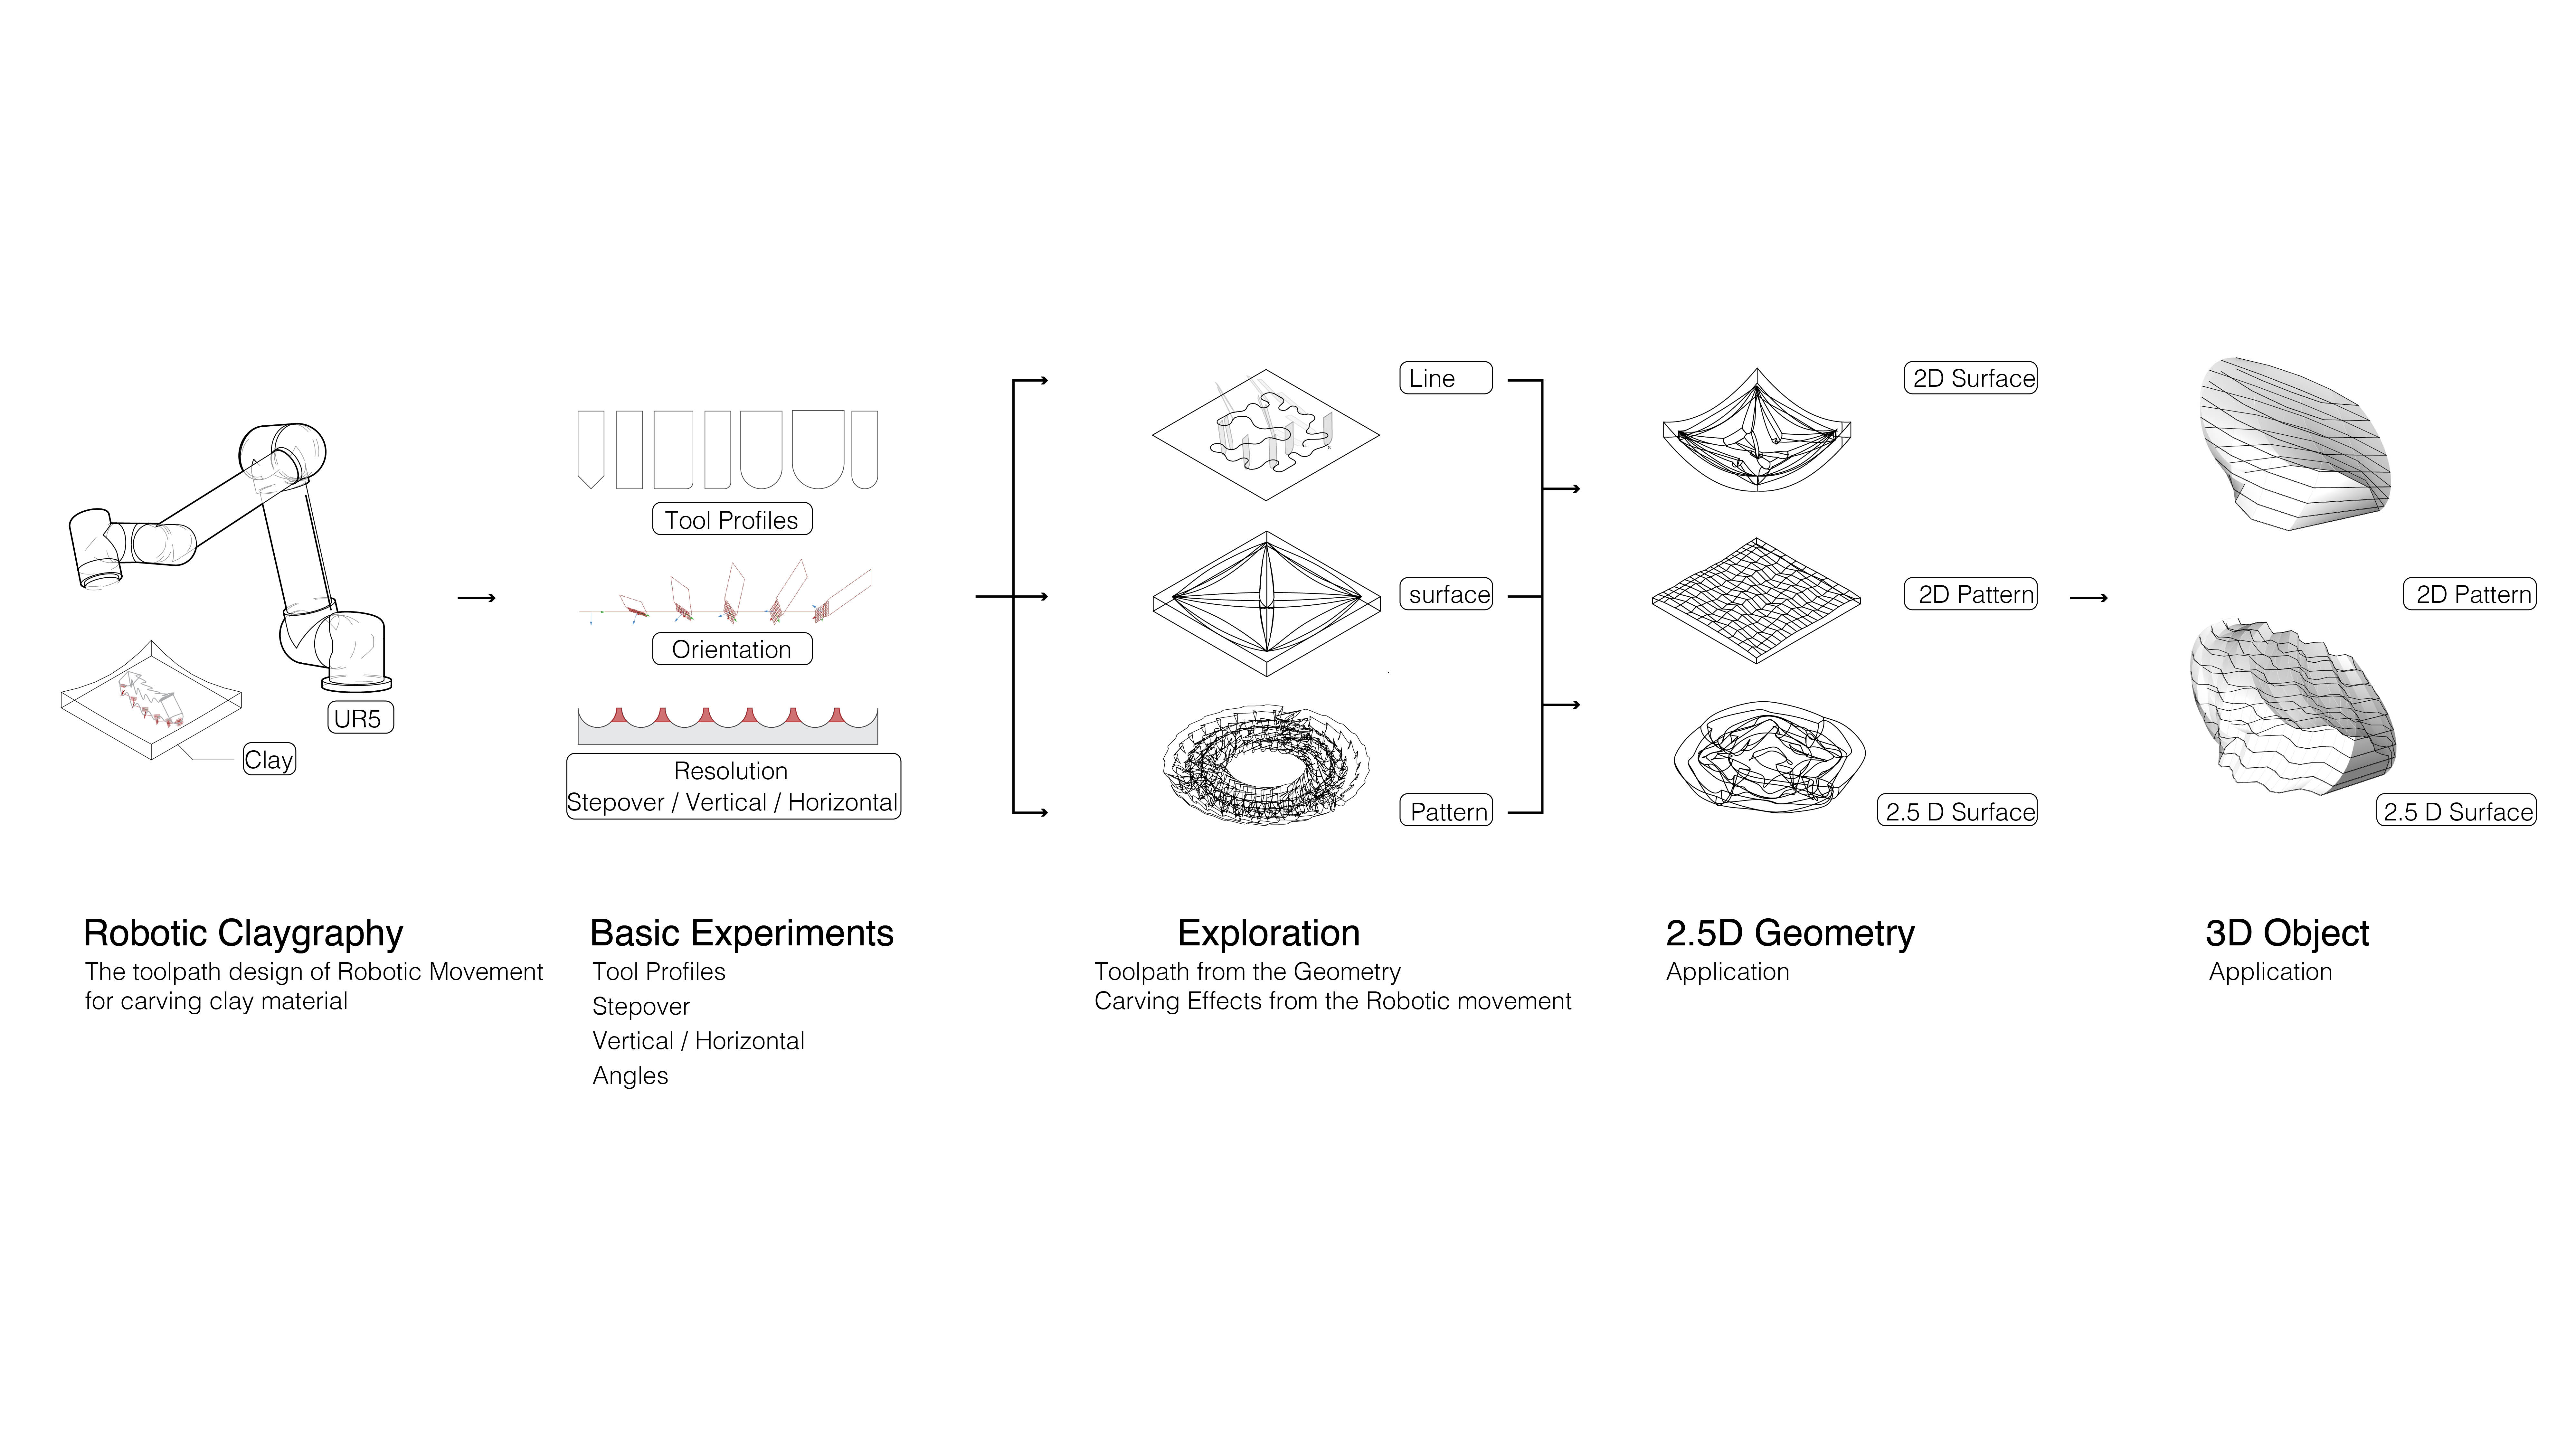 UR5
Clay
Tool Profiles
Orientation
Resolution
Stepover / Vertical / Horizontal
Line
surface
Pattern
2D Surface
2D Pattern
2.5 D Surface
2D Pattern
2.5 D Surface
Robotic Claygraphy
The toolpath design of Robotic Movement
for carving clay material
Basic Experiments
Tool Profiles
Stepover
Vertical / Horizontal
Angles
Exploration
Toolpath from the Geometry
Carving Effects from the Robotic movement
2.5D Geometry
Application
3D Object
Application